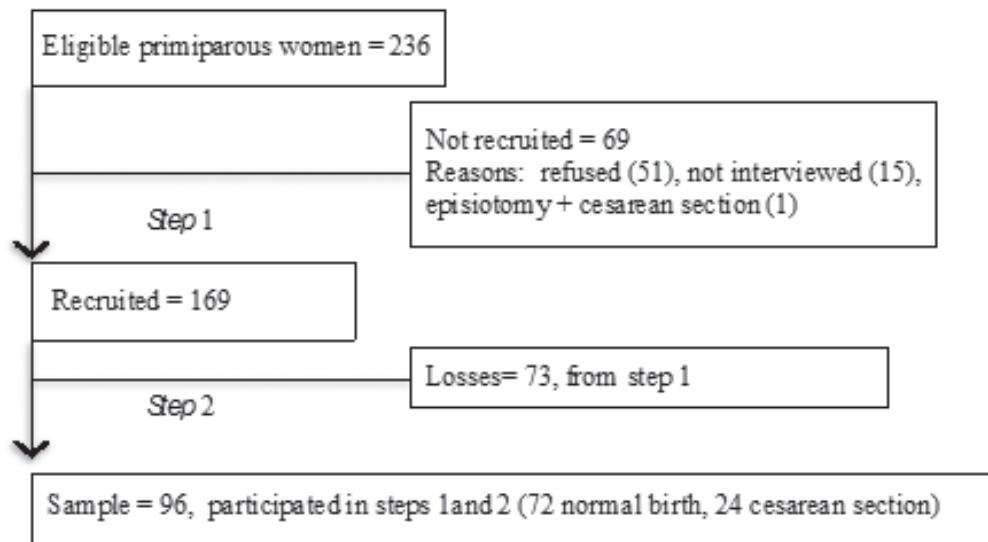 Eligible primiparous women = 236
Not recruited = 69
Reasons: refused (51), not interviewed (15),
episiotomy + cesarean section (1)
Step 1
Recruited = 169
Losses= 73, from step 1
Step 2
Sample = 96, participated in steps 1and 2 (72 normal birth, 24 cesarean section)